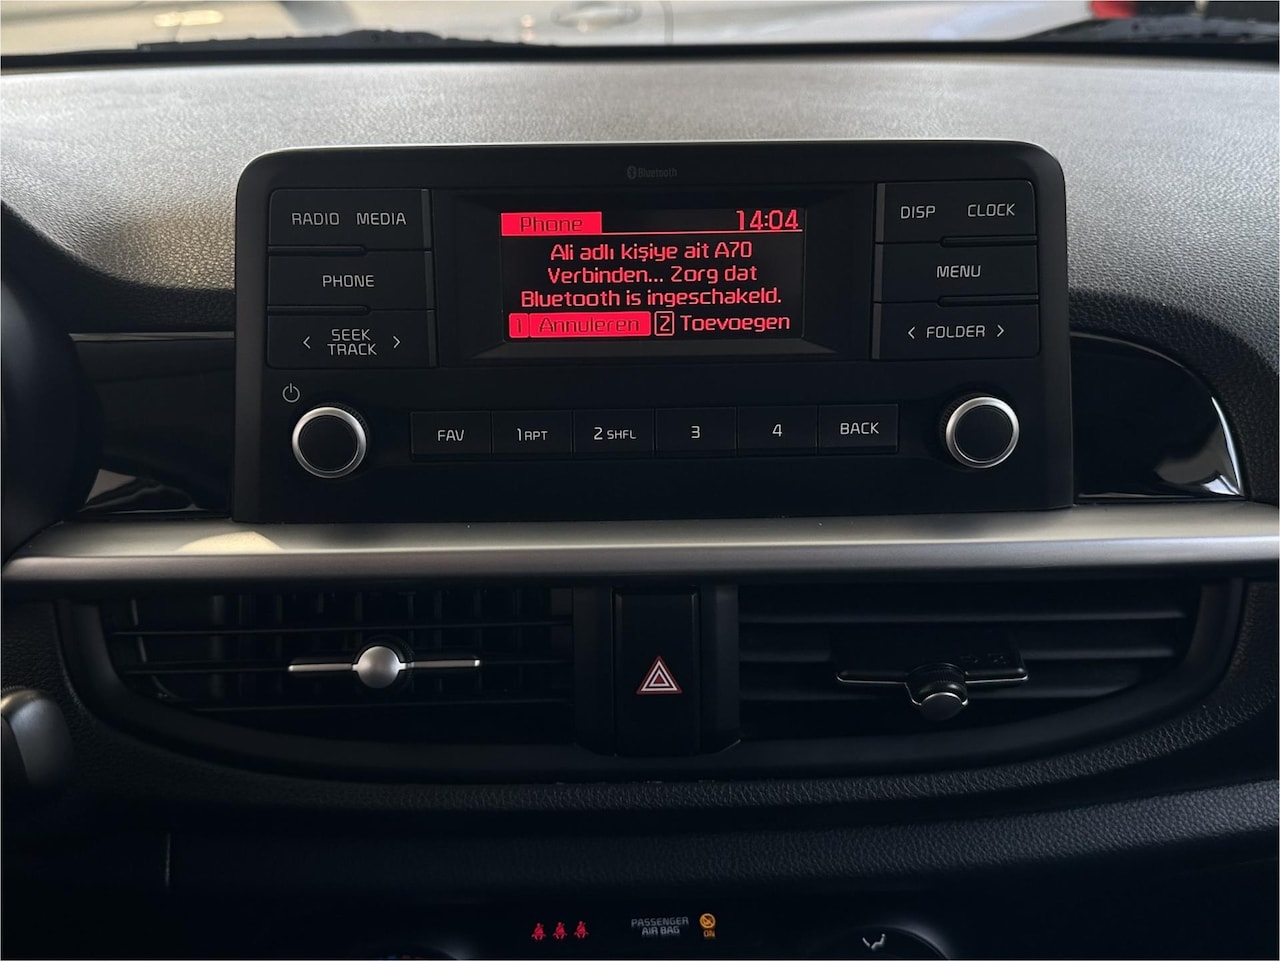 Bluetooth
RADIO MEDIA
PHONE
< SEEK TRACK >
Phone 14:04
Ali adlı kişiye ait A70
Verbinden... Zorg dat
Bluetooth is ingeschakeld.
1 Annuleren 2 Toevoegen
DISP CLOCK
MENU
< FOLDER >
FAV 1 RPT 2 SHFL 3 4 BACK
PASSENGER
AIR BAG
ON